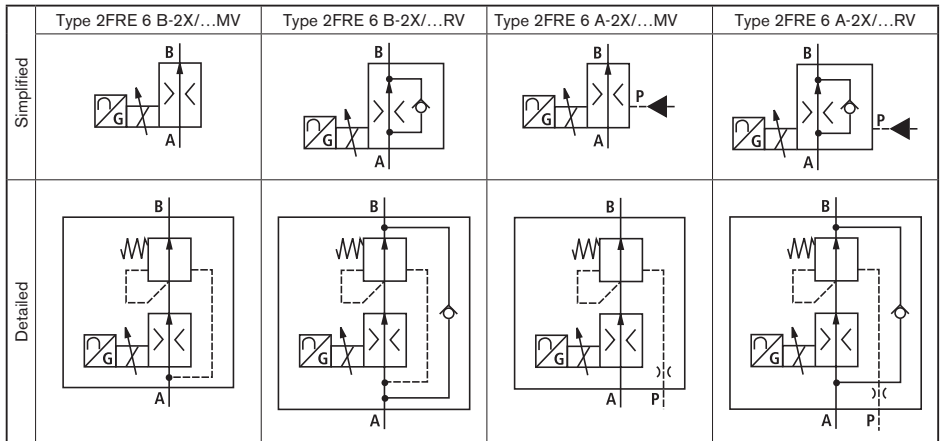 Type 2FRE 6 B-2X/…MV
Type 2FRE 6 B-2X/…RV
Type 2FRE 6 A-2X/…MV
Type 2FRE 6 A-2X/…RV
Simplified
B
G
A
B
G
A
B
P
G
A
B
P
G
A
Detailed
B
G
A
B
G
A
B
G
A P
B
G
A P